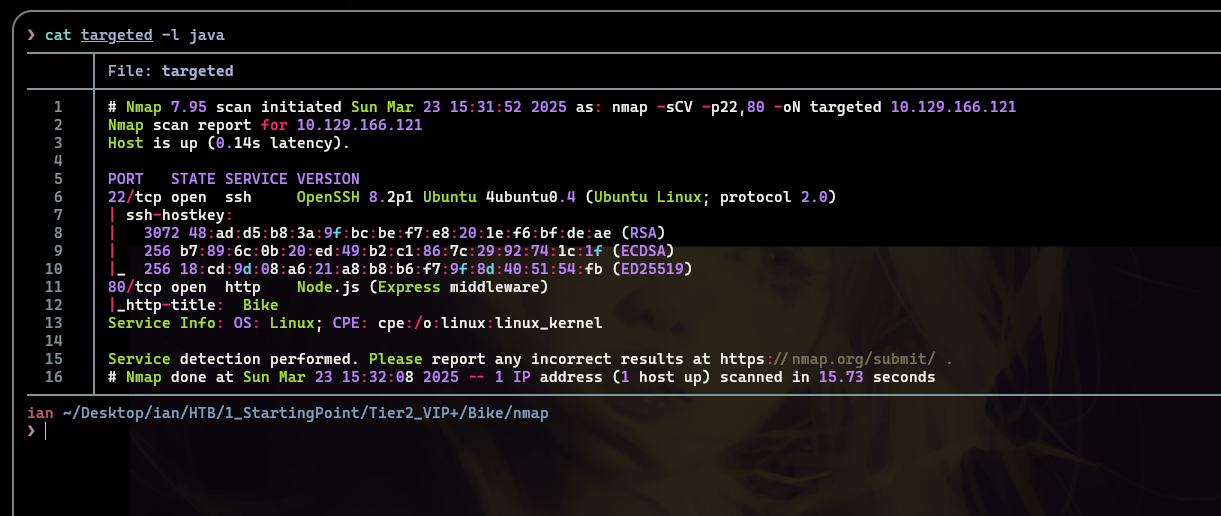 ❯ cat targeted -l java
File: targeted
1 # Nmap 7.95 scan initiated Sun Mar 23 15:31:52 2025 as: nmap -sCV -p22,80 -oN targeted 10.129.166.121
2 Nmap scan report for 10.129.166.121
3 Host is up (0.14s latency).
4
5 PORT   STATE SERVICE VERSION
6 22/tcp open  ssh     OpenSSH 8.2p1 Ubuntu 4ubuntu0.4 (Ubuntu Linux; protocol 2.0)
7 | ssh-hostkey:
8 |   3072 48:ad:d5:b8:3a:9f:bc:be:f7:e8:20:1e:f6:bf:de:ae (RSA)
9 |   256 b7:89:6c:0b:20:ed:49:b2:c1:86:7c:29:92:74:1c:1f (ECDSA)
10 |_  256 18:cd:9d:08:a6:21:a8:b8:b6:f7:9f:8d:40:51:54:fb (ED25519)
11 80/tcp open  http    Node.js (Express middleware)
12 |_http-title:  Bike
13 Service Info: OS: Linux; CPE: cpe:/o:linux:linux_kernel
14
15 Service detection performed. Please report any incorrect results at https://nmap.org/submit/ .
16 # Nmap done at Sun Mar 23 15:32:08 2025 -- 1 IP address (1 host up) scanned in 15.73 seconds
ian ~/Desktop/ian/HTB/1_StartingPoint/Tier2_VIP+/Bike/nmap
❯